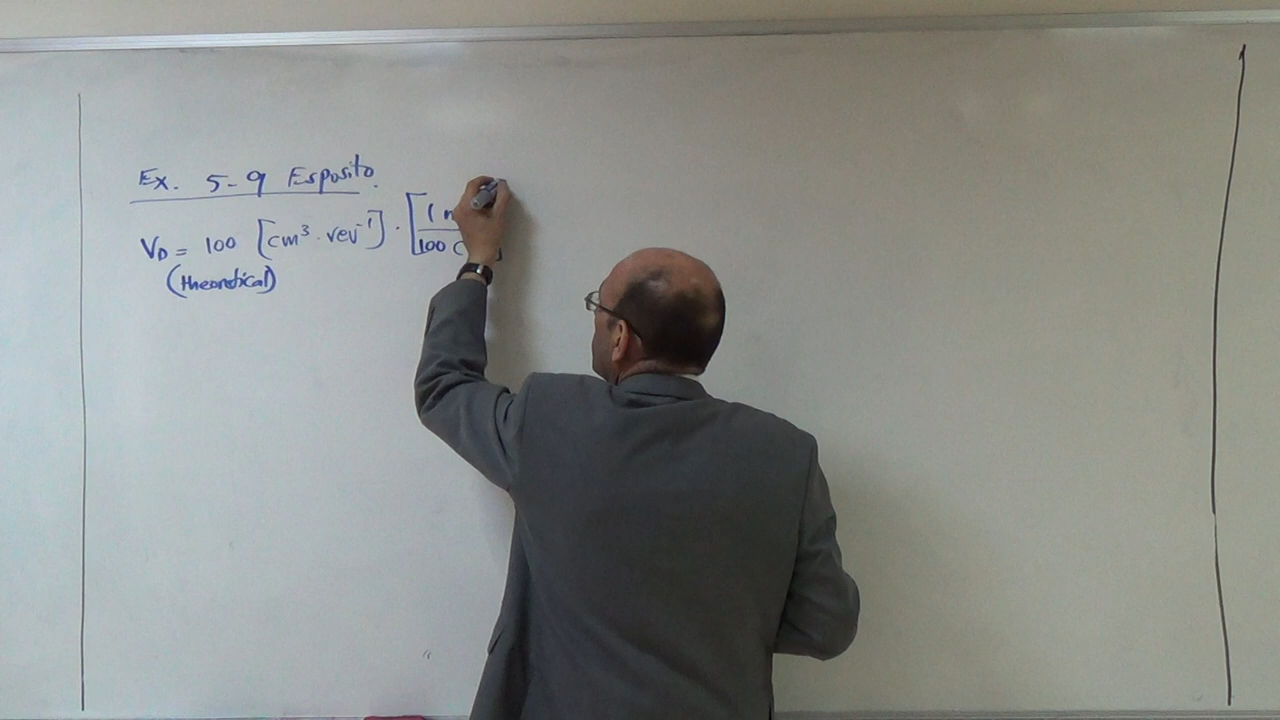 Ex. 5-9 Esposito.
V_D = 100 [cm³.rev⁻¹] . [1
100 c
(theoretical)